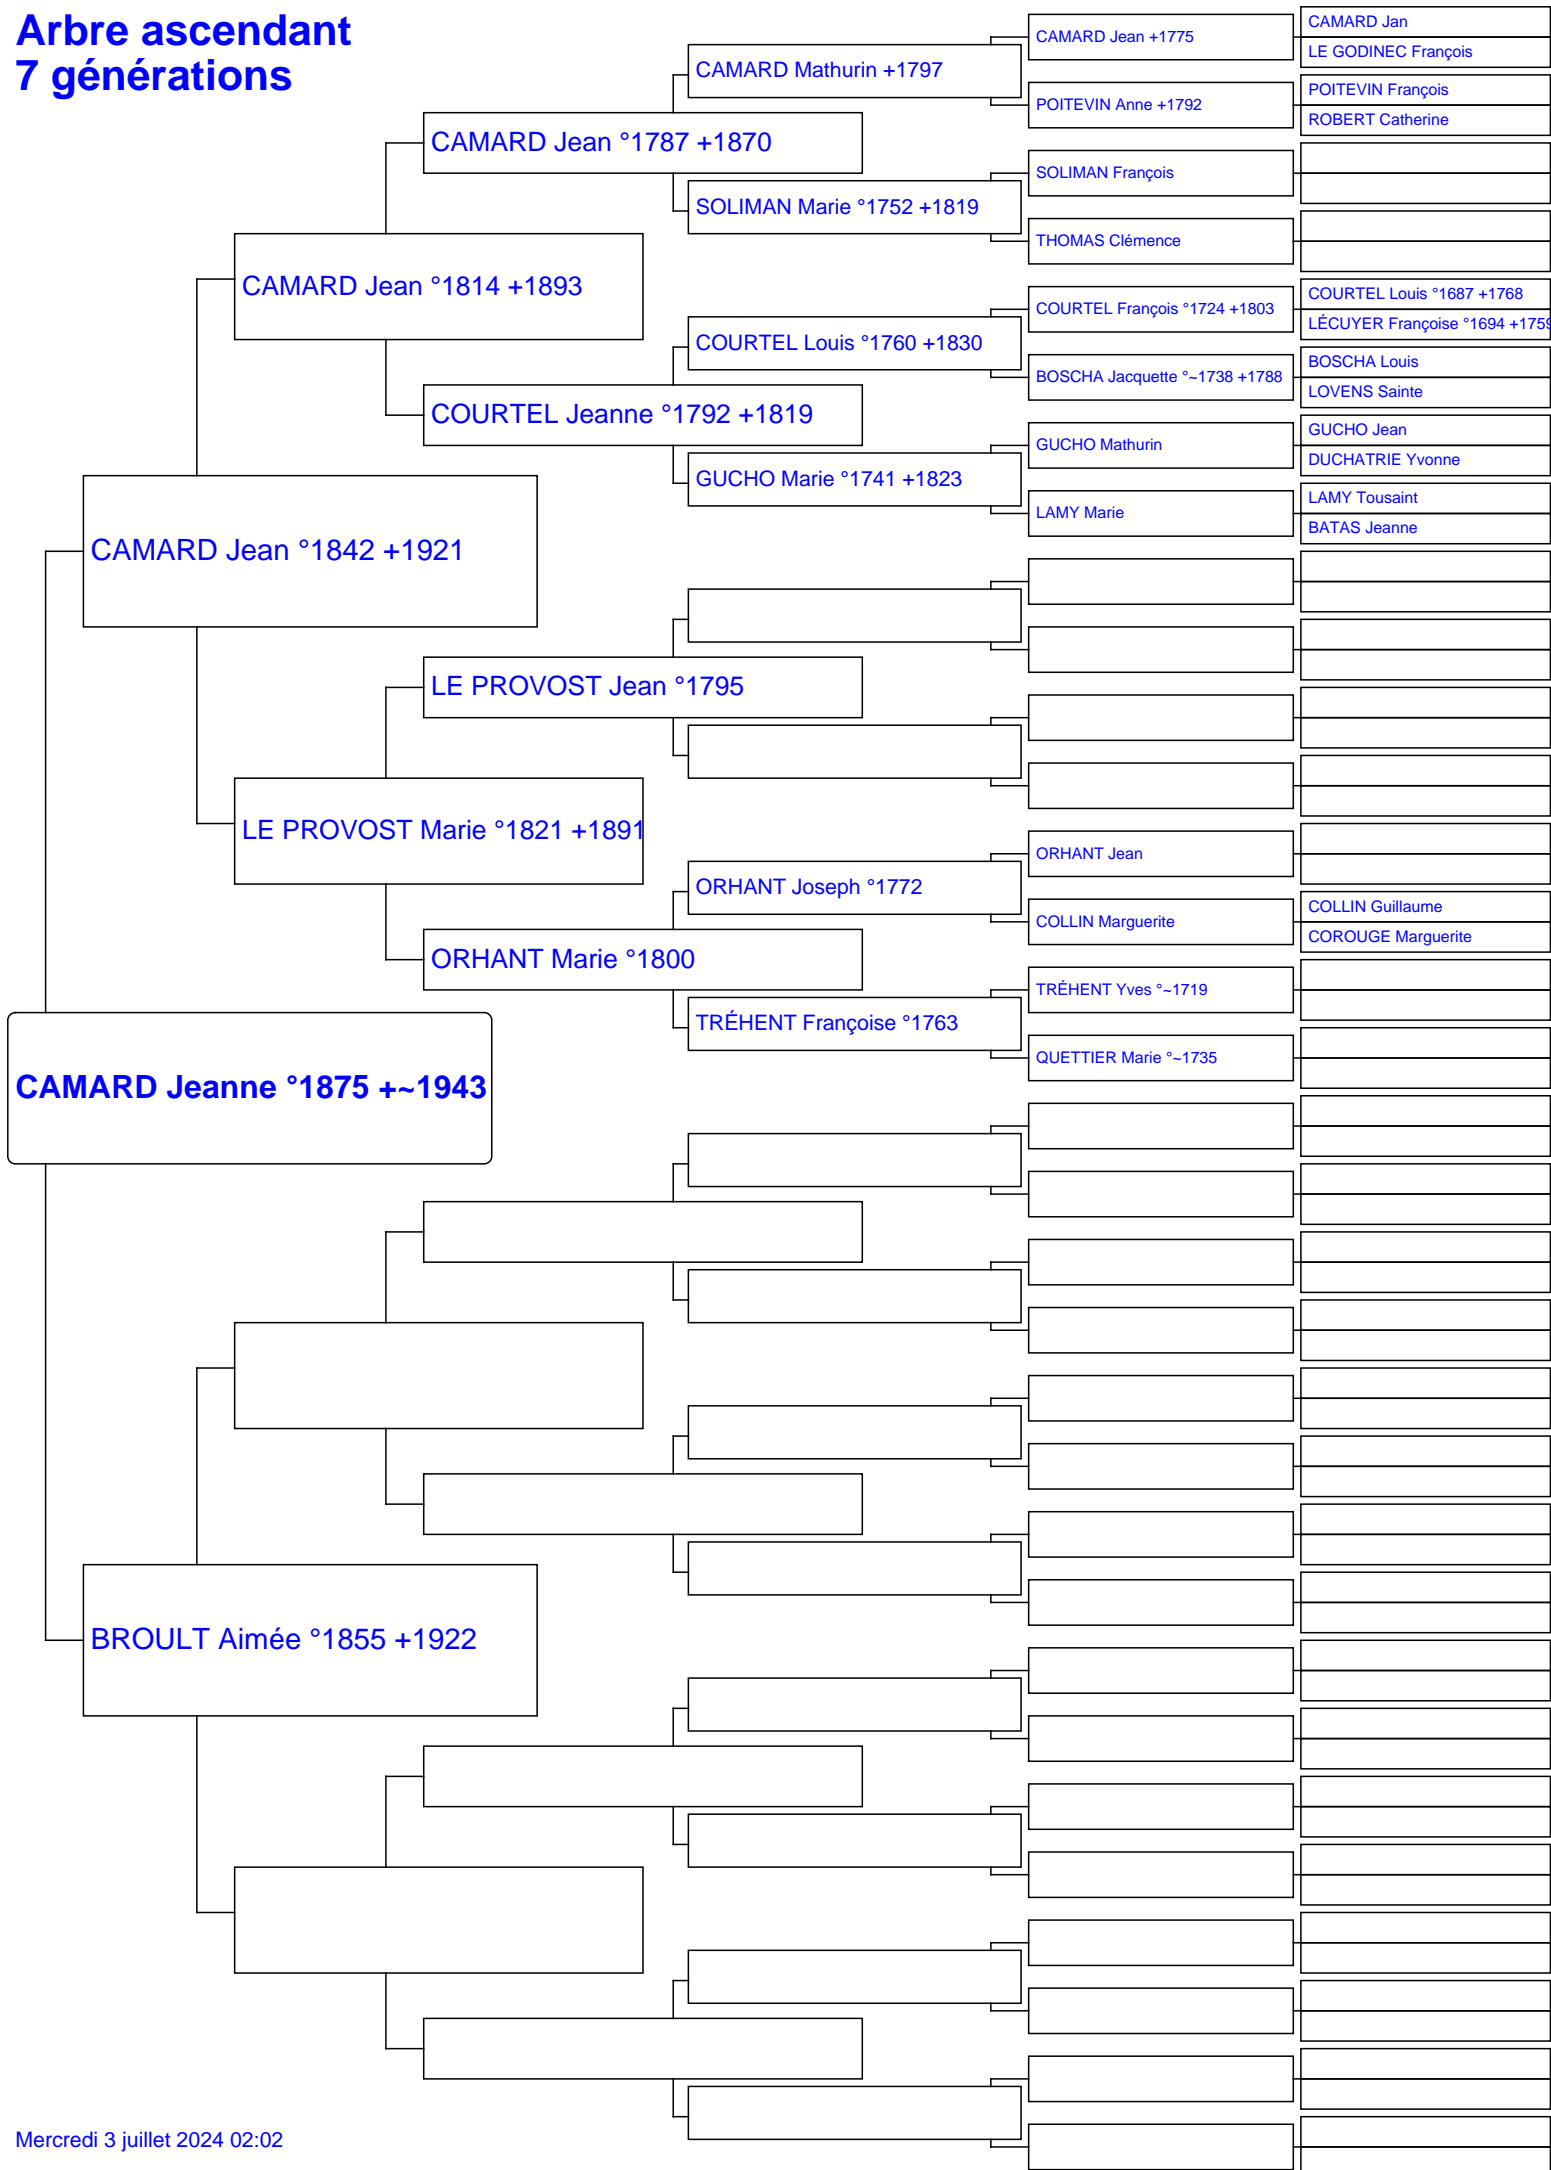 Arbre ascendant
7 générations
CAMARD Jean +1775
CAMARD Jan
LE GODINEC François
CAMARD Mathurin +1797
POITEVIN Anne +1792
POITEVIN François
ROBERT Catherine
CAMARD Jean °1787 +1870
SOLIMAN François
SOLIMAN Marie °1752 +1819
THOMAS Clémence
CAMARD Jean °1814 +1893
COURTEL François °1724 +1803
COURTEL Louis °1687 +1768
LÉCUYER Françoise °1694 +1759
COURTEL Louis °1760 +1830
BOSCHA Jacquette °~1738 +1788
BOSCHA Louis
LOVENS Sainte
COURTEL Jeanne °1792 +1819
GUCHO Mathurin
GUCHO Jean
DUCHATRIE Yvonne
GUCHO Marie °1741 +1823
LAMY Marie
LAMY Tousaint
BATAS Jeanne
CAMARD Jean °1842 +1921
LE PROVOST Jean °1795
LE PROVOST Marie °1821 +1891
ORHANT Jean
ORHANT Joseph °1772
COLLIN Marguerite
COLLIN Guillaume
COROUGE Marguerite
ORHANT Marie °1800
TRÉHENT Yves °~1719
TRÉHENT Françoise °1763
QUETTIER Marie °~1735
CAMARD Jeanne °1875 +~1943
BROULT Aimée °1855 +1922
Mercredi 3 juillet 2024 02:02